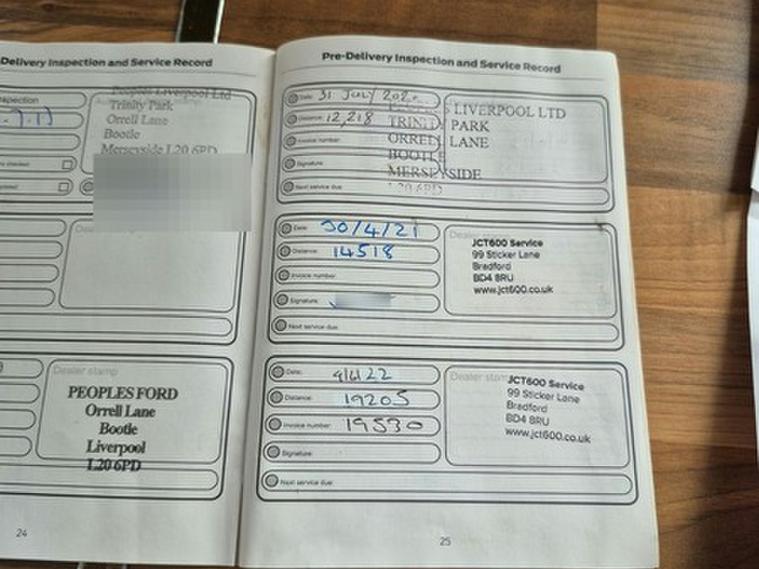 Delivery Inspection and Service Record
Inspection
Peoples Liverpool Ltd
Trinity Park
Orrell Lane
Bootle
Merseyside L20 6PD
Dealer stamp
PEOPLES FORD
Orrell Lane
Bootle
Liverpool
L20 6PD
24
Pre-Delivery Inspection and Service Record
Date: 31 JULY 202
Distance: 12,218
Invoice number:
Signature:
Next service due:
LIVERPOOL LTD
TRINITY PARK
ORRELL LANE
BOOTLE
MERSEYSIDE
L20 6PD
Date: 30/4/21
Distance: 14518
Invoice number:
Signature:
Next service due:
Dealer stamp
JCT600 Service
99 Sticker Lane
Bradford
BD4 8RU
www.jct600.co.uk
Date: 22
Distance: 19205
Invoice number: 19530
Signature:
Next service due:
Dealer stamp
JCT600 Service
99 Sticker Lane
Bradford
BD4 8RU
www.jct600.co.uk
25